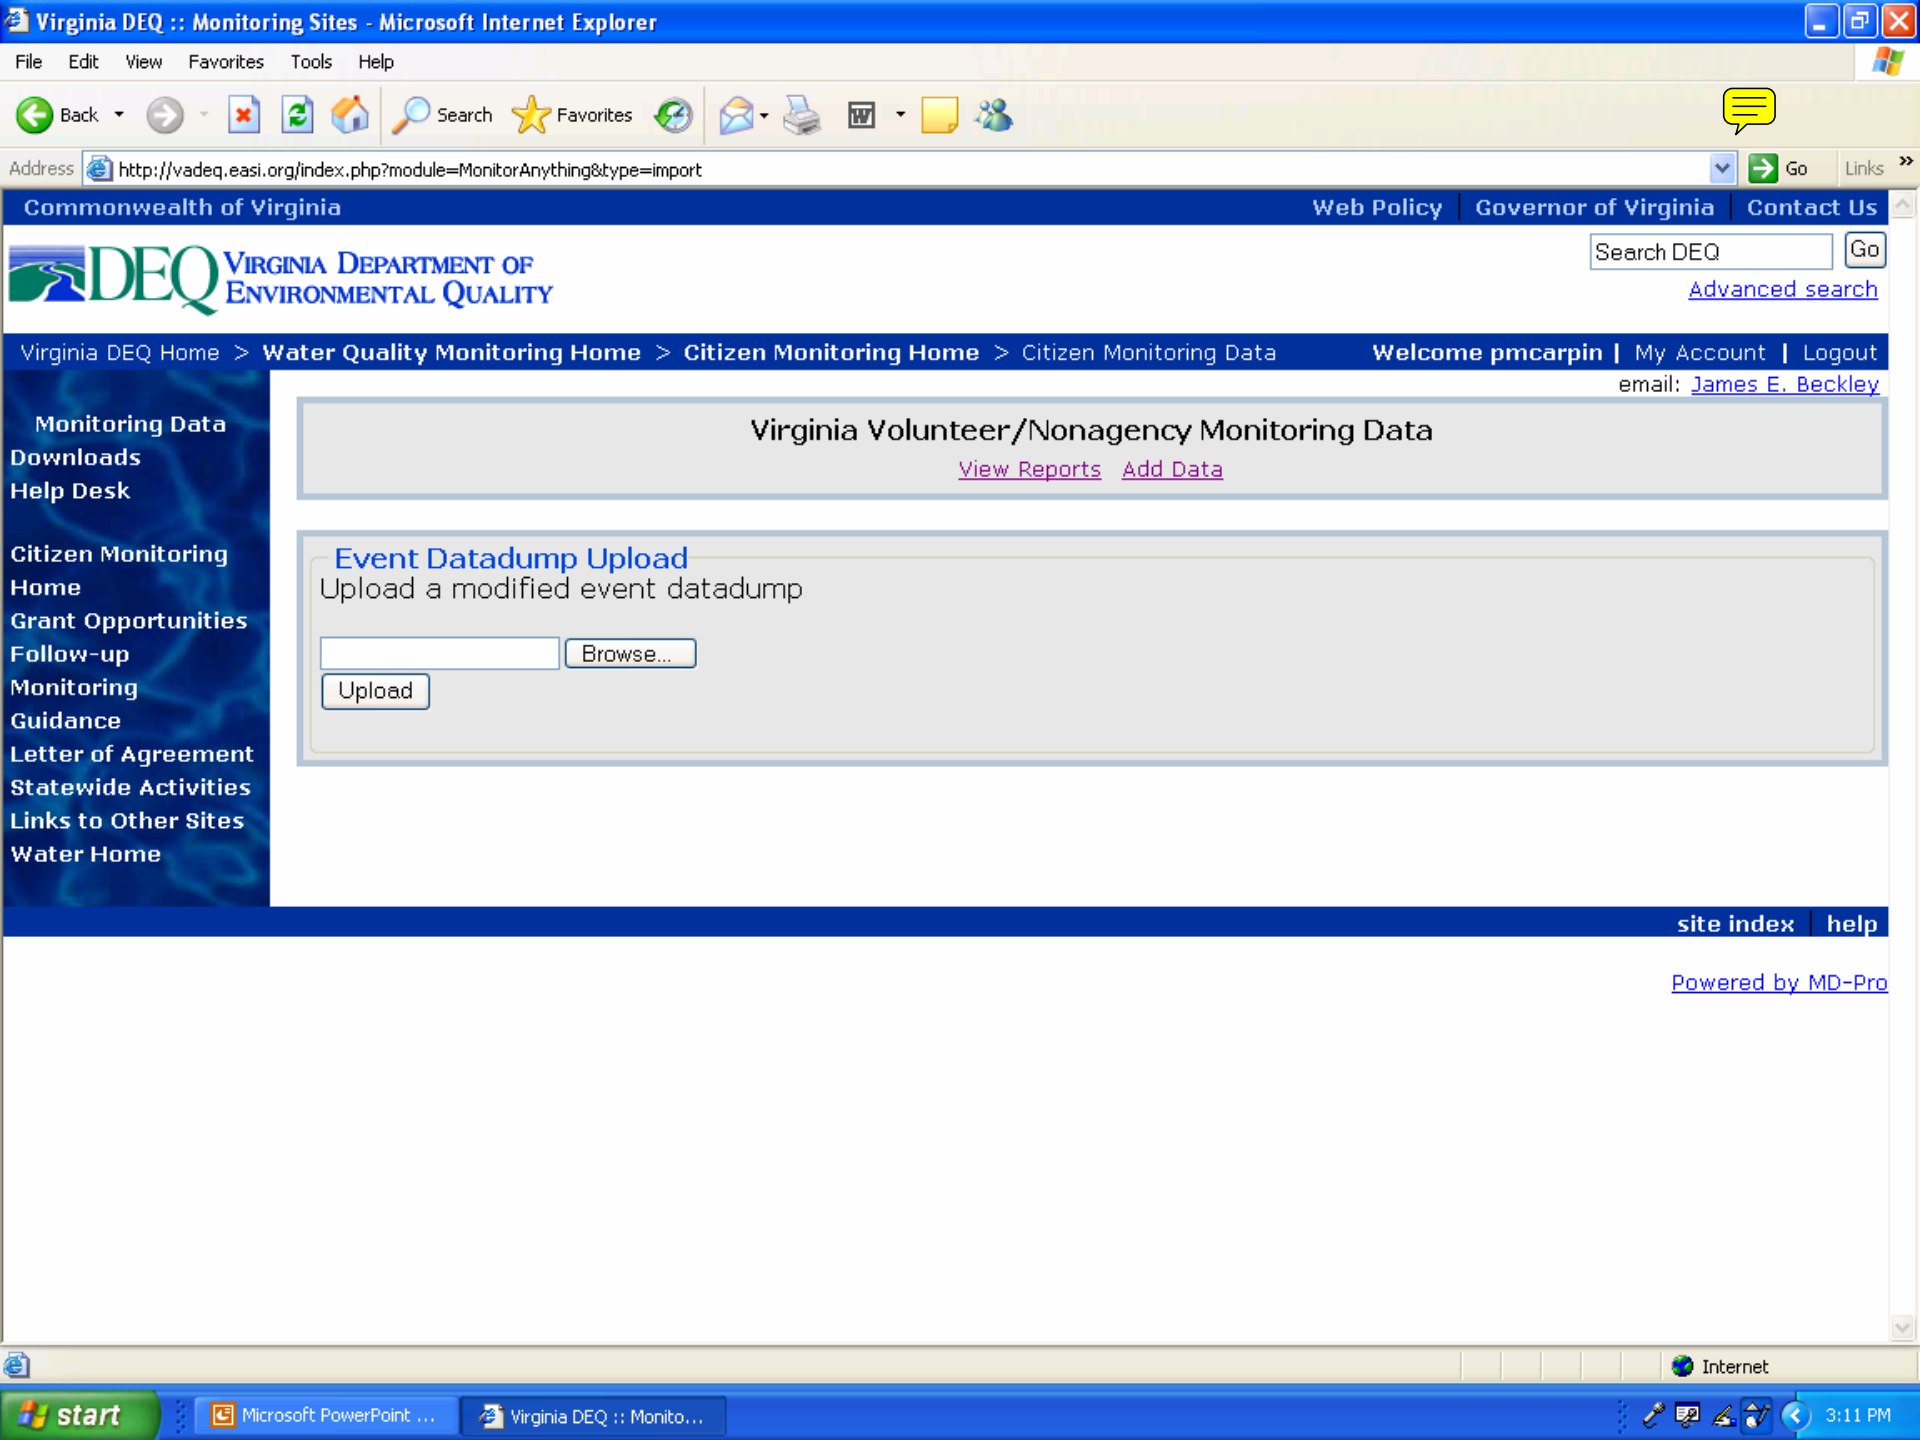 Virginia DEQ :: Monitoring Sites - Microsoft Internet Explorer
File Edit View Favorites Tools Help
Back Search Favorites
Address http://vadeq.easi.org/index.php?module=MonitorAnything&type=import Go Links »
Commonwealth of Virginia Web Policy Governor of Virginia Contact Us
DEQ VIRGINIA DEPARTMENT OF
ENVIRONMENTAL QUALITY
Search DEQ Go
Advanced search
Virginia DEQ Home > Water Quality Monitoring Home > Citizen Monitoring Home > Citizen Monitoring Data Welcome pmcarpin | My Account | Logout
email: James E. Beckley
Monitoring Data
Downloads
Help Desk
Citizen Monitoring
Home
Grant Opportunities
Follow-up
Monitoring
Guidance
Letter of Agreement
Statewide Activities
Links to Other Sites
Water Home
Virginia Volunteer/Nonagency Monitoring Data
View Reports Add Data
Event Datadump Upload
Upload a modified event datadump
Browse...
Upload
site index help
Powered by MD-Pro
Internet
start Microsoft PowerPoint ... Virginia DEQ :: Monito... 3:11 PM